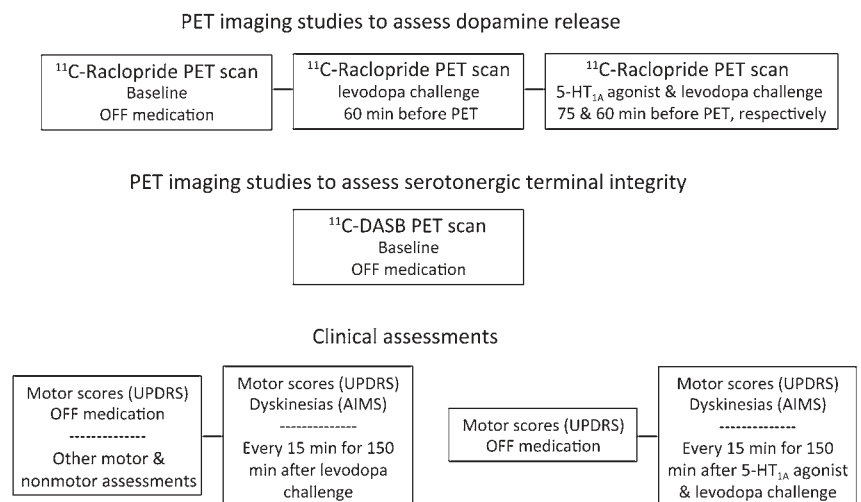 PET imaging studies to assess dopamine release
¹¹C-Raclopride PET scan
Baseline
OFF medication
¹¹C-Raclopride PET scan
levodopa challenge
60 min before PET
¹¹C-Raclopride PET scan
5-HT₁A agonist & levodopa challenge
75 & 60 min before PET, respectively
PET imaging studies to assess serotonergic terminal integrity
¹¹C-DASB PET scan
Baseline
OFF medication
Clinical assessments
Motor scores (UPDRS)
OFF medication
--------------
Other motor &
nonmotor assessments
Motor scores (UPDRS)
Dyskinesias (AIMS)
--------------
Every 15 min for 150
min after levodopa
challenge
Motor scores (UPDRS)
OFF medication
Motor scores (UPDRS)
Dyskinesias (AIMS)
--------------
Every 15 min for 150
min after 5-HT₁A agonist
& levodopa challenge